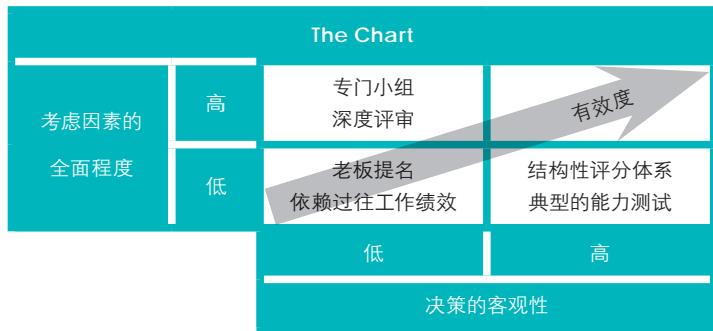 The Chart
考虑因素的
全面程度
高
专门小组
深度评审
有效度
低
老板提名
依赖过往工作绩效
结构性评分体系
典型的能力测试
低
高
决策的客观性